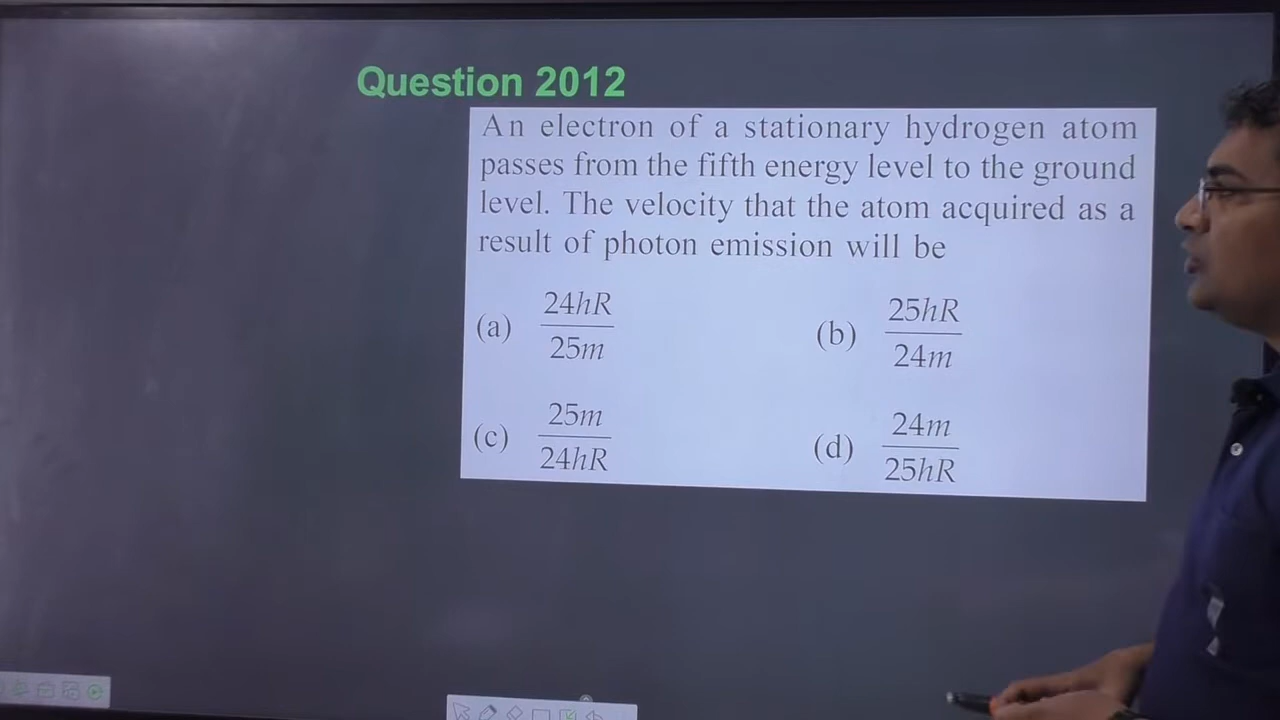 Question 2012
An electron of a stationary hydrogen atom
passes from the fifth energy level to the ground
level. The velocity that the atom acquired as a
result of photon emission will be
(a) 24hR/25m (b) 25hR/24m
(c) 25m/24hR (d) 24m/25hR